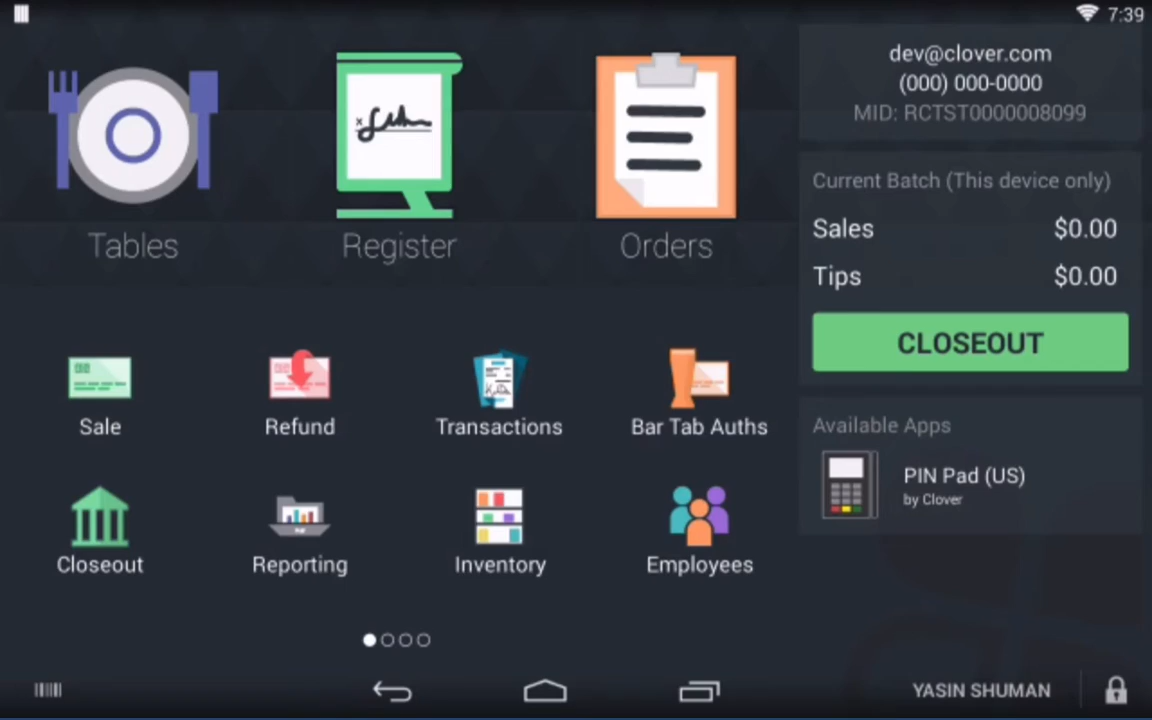 7:39
Tables
Register
Orders
Sale
Refund
Transactions
Bar Tab Auths
Closeout
Reporting
Inventory
Employees
dev@clover.com
(000) 000-0000
MID: RCTST0000008099
Current Batch (This device only)
Sales $0.00
Tips $0.00
CLOSEOUT
Available Apps
PIN Pad (US)
by Clover
YASIN SHUMAN